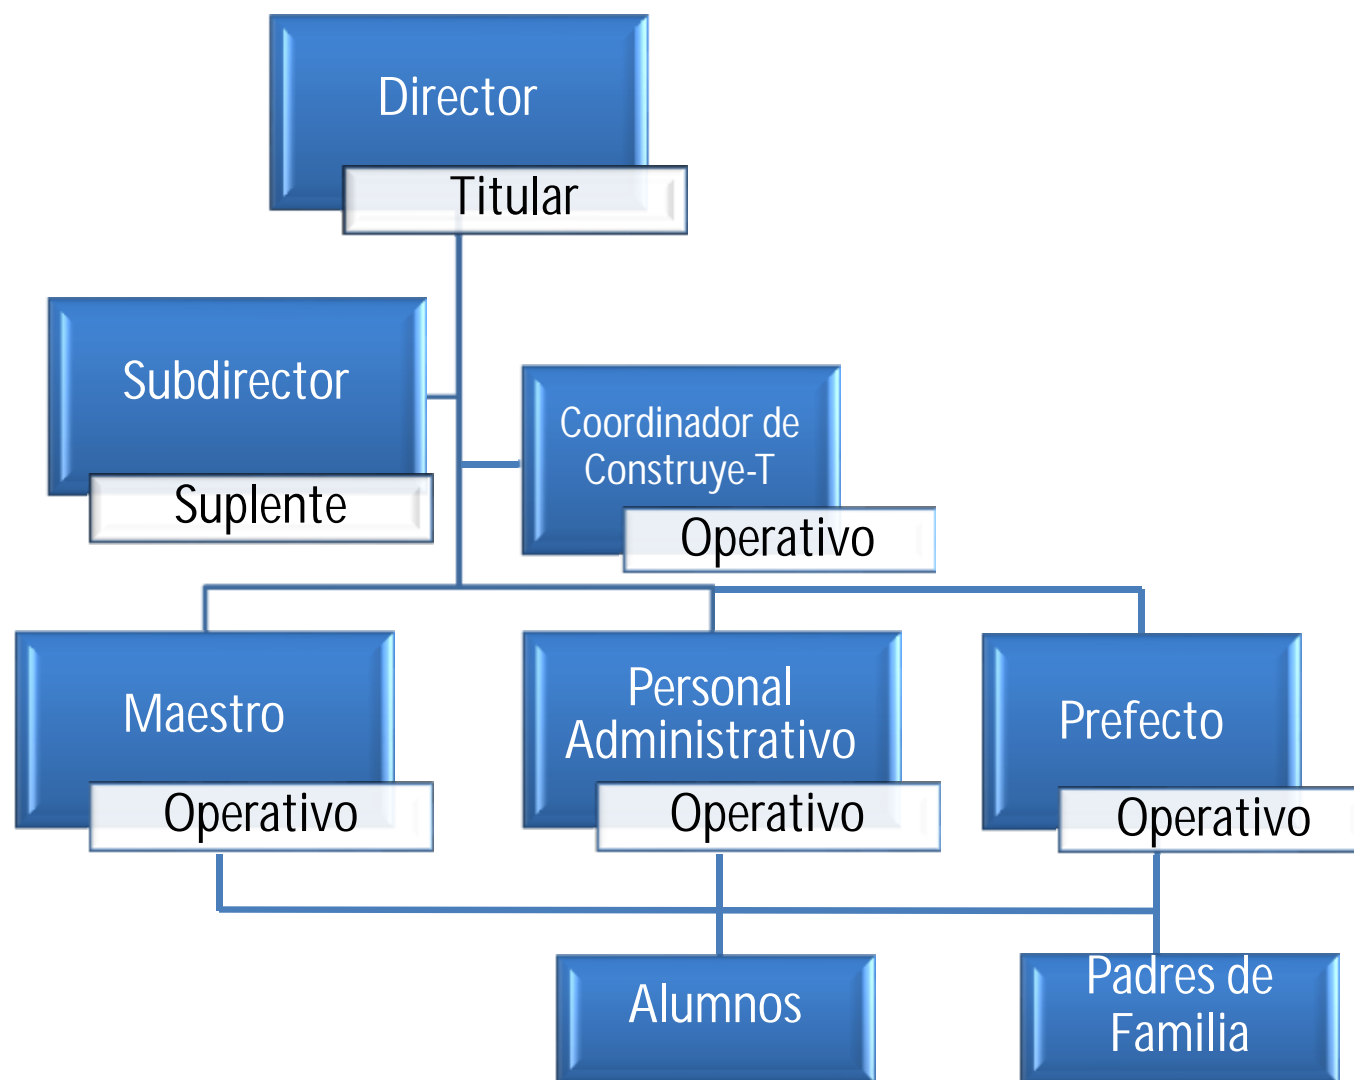 Director
Titular
Subdirector
Suplente
Coordinador de
Construye-T
Operativo
Maestro
Operativo
Personal
Administrativo
Operativo
Prefecto
Operativo
Alumnos
Padres de
Familia